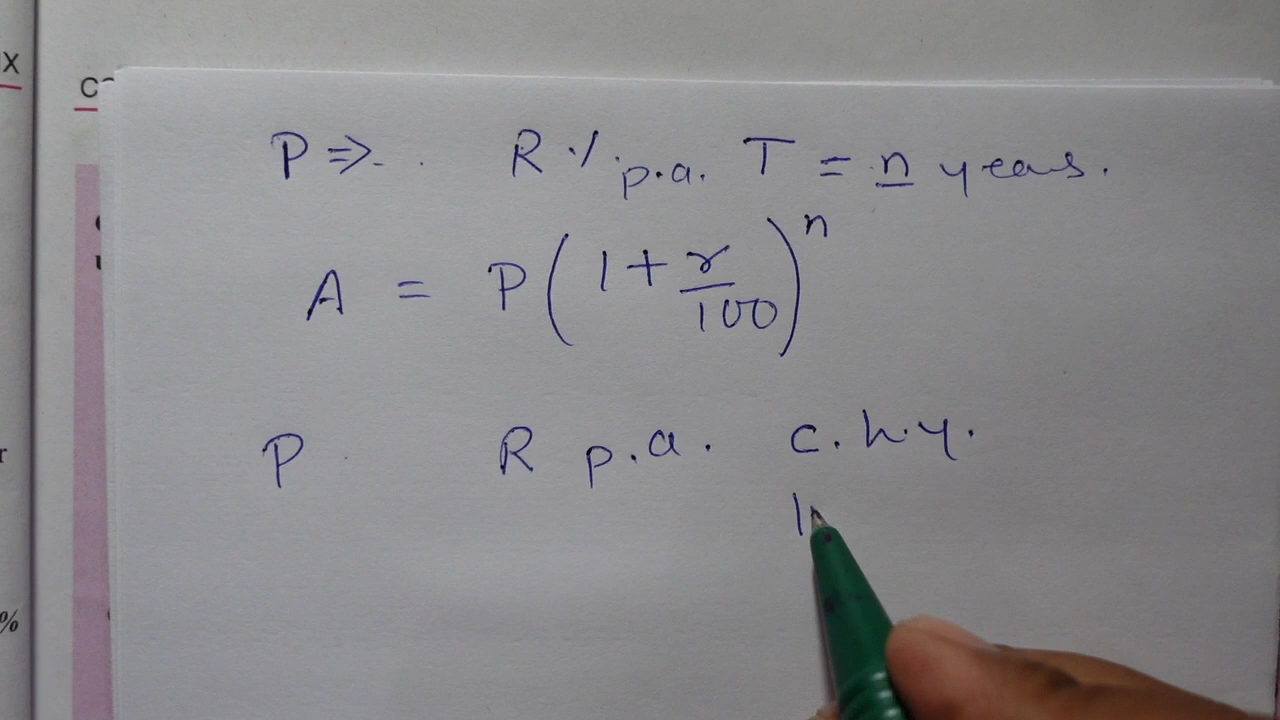 X
P ⇒ . R % p.a. T = n years.
A = P(1 + r/100)^n
P R p.a. c.h.y.
%